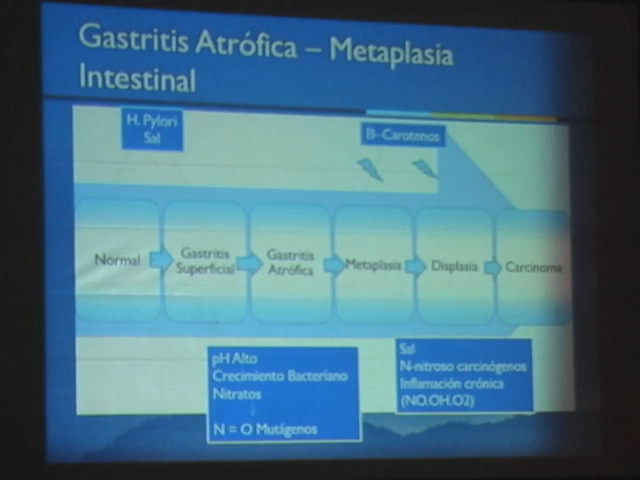 Gastritis Atrófica – Metaplasia
Intestinal
H. Pylori
Sal
B-Carotenos
Normal
Gastritis
Superficial
Gastritis
Atrófica
Metaplasia
Displasia
Carcinoma
pH Alto
Crecimiento Bacteriano
Nitratos
↓
N = O Mutágenos
Sal
N-nitroso carcinógenos
Inflamación crónica
(NO.OH.O2)